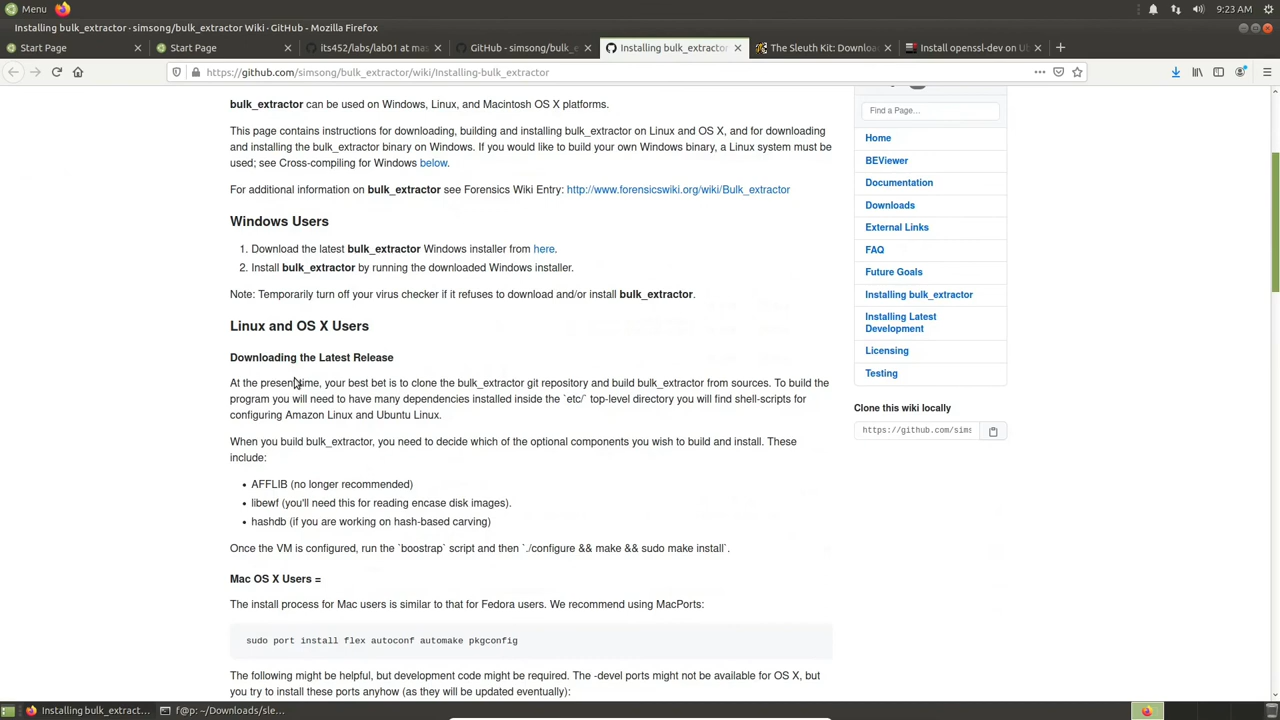 Menu
9:23 AM
Installing bulk_extractor - simsong/bulk_extractor Wiki - GitHub - Mozilla Firefox
Start Page
Start Page
its452/labs/lab01 at mas
GitHub - simsong/bulk_
Installing bulk_extractor
The Sleuth Kit: Downloa
Install openssl-dev on Ub
https://github.com/simsong/bulk_extractor/wiki/Installing-bulk_extractor
bulk_extractor can be used on Windows, Linux, and Macintosh OS X platforms.
This page contains instructions for downloading, building and installing bulk_extractor on Linux and OS X, and for downloading
and installing the bulk_extractor binary on Windows. If you would like to build your own Windows binary, a Linux system must be
used; see Cross-compiling for Windows below.
For additional information on bulk_extractor see Forensics Wiki Entry: http://www.forensicswiki.org/wiki/Bulk_extractor
Windows Users
1. Download the latest bulk_extractor Windows installer from here.
2. Install bulk_extractor by running the downloaded Windows installer.
Note: Temporarily turn off your virus checker if it refuses to download and/or install bulk_extractor.
Linux and OS X Users
Downloading the Latest Release
At the present time, your best bet is to clone the bulk_extractor git repository and build bulk_extractor from sources. To build the
program you will need to have many dependencies installed inside the `etc/` top-level directory you will find shell-scripts for
configuring Amazon Linux and Ubuntu Linux.
When you build bulk_extractor, you need to decide which of the optional components you wish to build and install. These
include:
• AFFLIB (no longer recommended)
• libewf (you'll need this for reading encase disk images).
• hashdb (if you are working on hash-based carving)
Once the VM is configured, run the `boostrap` script and then `./configure && make && sudo make install`.
Mac OS X Users =
The install process for Mac users is similar to that for Fedora users. We recommend using MacPorts:
sudo port install flex autoconf automake pkgconfig
The following might be helpful, but development code might be required. The -devel ports might not be available for OS X, but
you try to install these ports anyhow (as they will be updated eventually):
Find a Page…
Home
BEViewer
Documentation
Downloads
External Links
FAQ
Future Goals
Installing bulk_extractor
Installing Latest
Development
Licensing
Testing
Clone this wiki locally
https://github.com/sims
Installing bulk_extract...
f@p: ~/Downloads/sle...